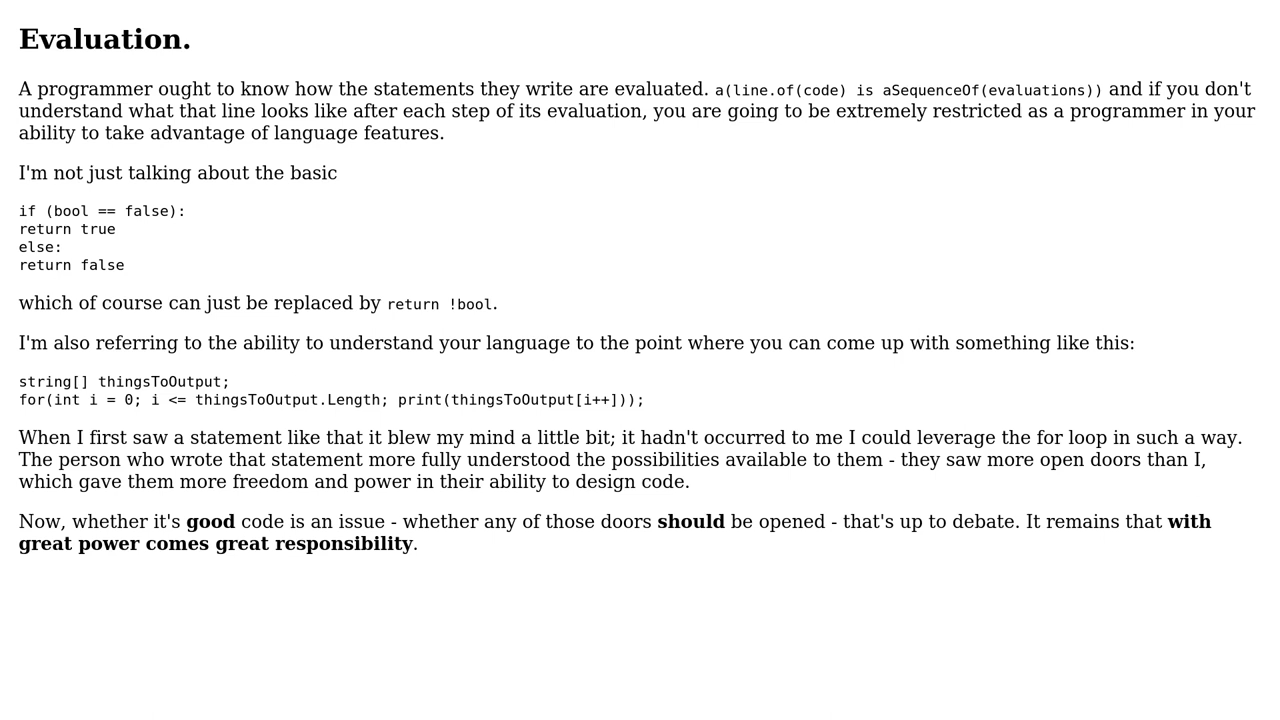 Evaluation.
A programmer ought to know how the statements they write are evaluated. a(line.of(code) is aSequenceOf(evaluations)) and if you don't
understand what that line looks like after each step of its evaluation, you are going to be extremely restricted as a programmer in your
ability to take advantage of language features.
I'm not just talking about the basic
if (bool == false):
return true
else:
return false
which of course can just be replaced by return !bool.
I'm also referring to the ability to understand your language to the point where you can come up with something like this:
string[] thingsToOutput;
for(int i = 0; i <= thingsToOutput.Length; print(thingsToOutput[i++]));
When I first saw a statement like that it blew my mind a little bit; it hadn't occurred to me I could leverage the for loop in such a way.
The person who wrote that statement more fully understood the possibilities available to them - they saw more open doors than I,
which gave them more freedom and power in their ability to design code.
Now, whether it's good code is an issue - whether any of those doors should be opened - that's up to debate. It remains that with
great power comes great responsibility.